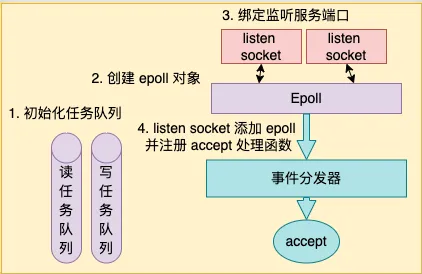 3. 绑定监听服务端口
listen
socket
listen
socket
2. 创建 epoll 对象
Epoll
1. 初始化任务队列
4. listen socket 添加 epoll
并注册 accept 处理函数
读任务队列
写任务队列
事件分发器
accept